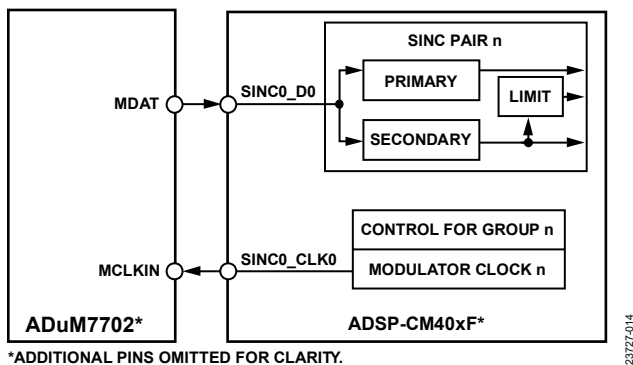 SINC PAIR n
SINC0_D0
PRIMARY
MDAT
LIMIT
SECONDARY
CONTROL FOR GROUP n
SINC0_CLK0
MCLKIN
MODULATOR CLOCK n
ADuM7702*
ADSP-CM40xF*
*ADDITIONAL PINS OMITTED FOR CLARITY.
23727-014